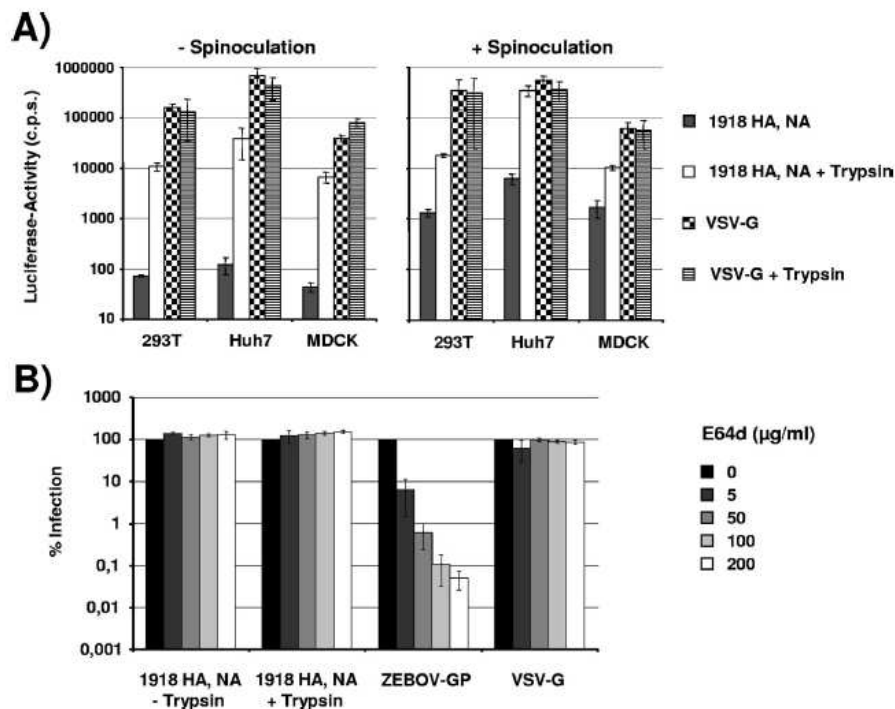 A)
- Spinoculation
+ Spinoculation
Luciferase-Activity (c.p.s.)
1000000
100000
10000
1000
100
10
293T Huh7 MDCK
293T Huh7 MDCK
1918 HA, NA
1918 HA, NA + Trypsin
VSV-G
VSV-G + Trypsin
B)
% Infection
1000
100
10
1
0,1
0,01
0,001
1918 HA, NA
- Trypsin
1918 HA, NA
+ Trypsin
ZEBOV-GP
VSV-G
E64d (µg/ml)
0
5
50
100
200